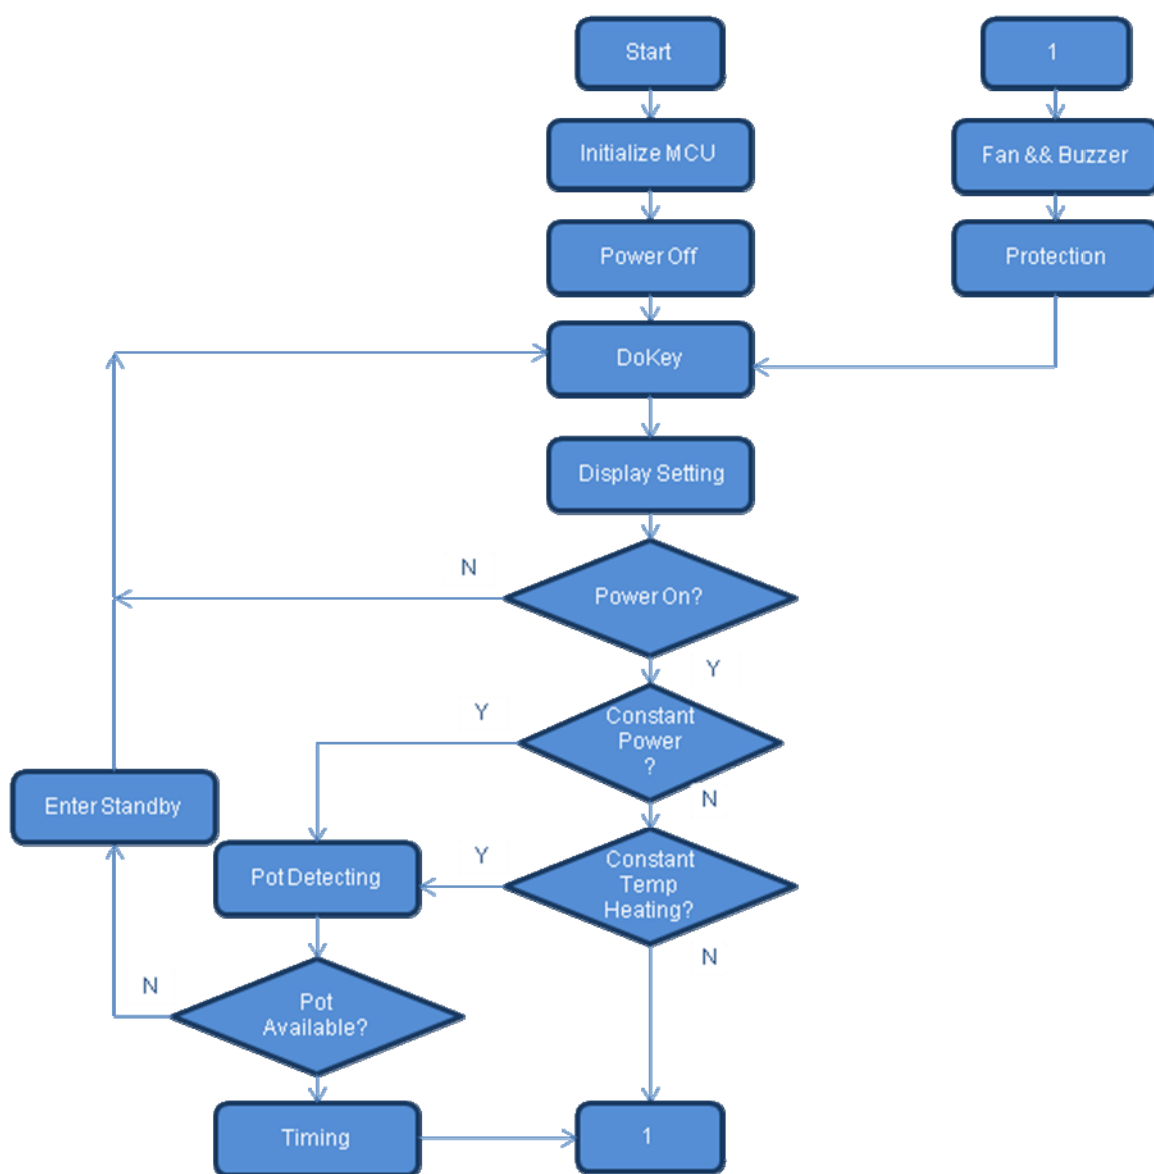 Start
1
Initialize MCU
Fan && Buzzer
Power Off
Protection
DoKey
Display Setting
N
Power On?
Y
Y
Constant
Power
?
N
Enter Standby
Y
Pot Detecting
Constant
Temp
Heating?
N
N
Pot
Available?
Timing
1